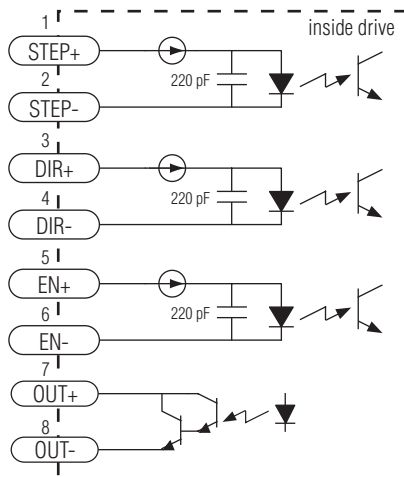 inside drive
1
STEP+
220 pF
2
STEP-
3
DIR+
220 pF
4
DIR-
5
EN+
220 pF
6
EN-
7
OUT+
8
OUT-